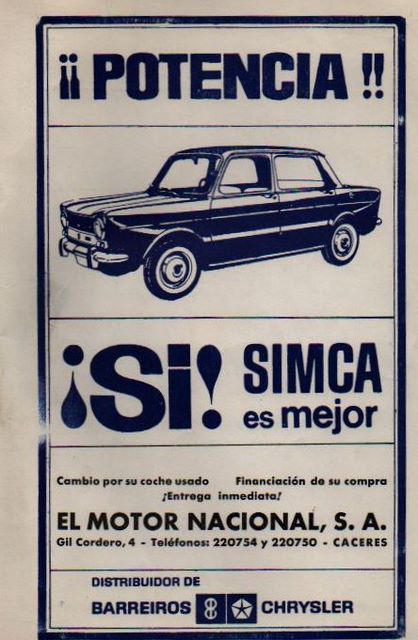 ¡¡ POTENCIA !!
¡Si! SIMCA
es mejor
Cambio por su coche usado Financiación de su compra
¡Entrega inmediata!
EL MOTOR NACIONAL, S. A.
Gil Cordero, 4 - Teléfonos: 220754 y 220750 - CACERES
DISTRIBUIDOR DE
BARREIROS CHRYSLER